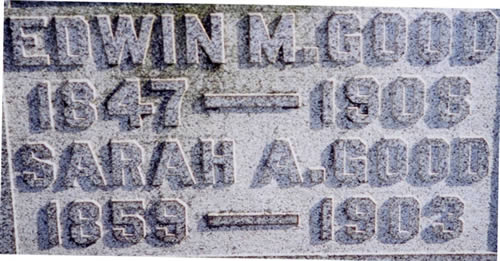 EDWIN M. GOOD
1847 — 1906
SARAH A. GOOD
1859 — 1903